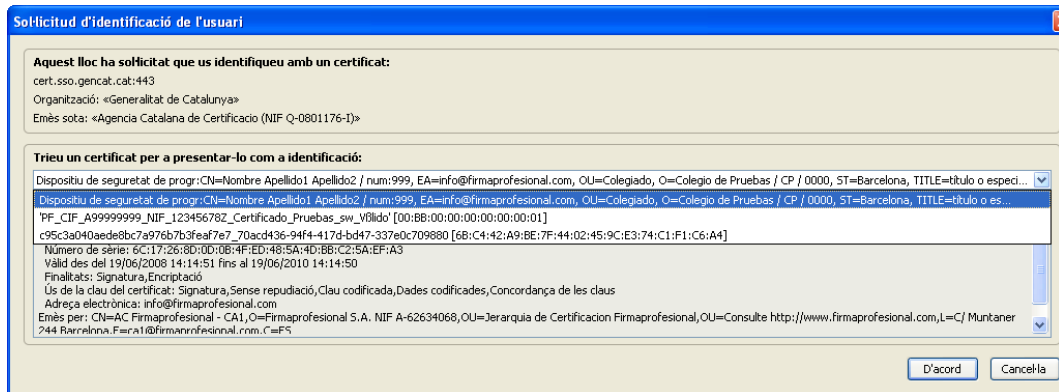 Sol·licitud d'identificació de l'usuari
Aquest lloc ha sol·licitat que us identifiqueu amb un certificat:
cert.sso.gencat.cat:443
Organització: «Generalitat de Catalunya»
Emès sota: «Agencia Catalana de Certificacio (NIF Q-0801176-I)»
Trieu un certificat per a presentar-lo com a identificació:
Dispositiu de seguretat de progr:CN=Nombre Apellido1 Apellido2 / num:999, EA=info@firmaprofesional.com, OU=Colegiado, O=Colegio de Pruebas / CP / 0000, ST=Barcelona, TITLE=título o especi...
Dispositiu de seguretat de progr:CN=Nombre Apellido1 Apellido2 / num:999, EA=info@firmaprofesional.com, OU=Colegiado, O=Colegio de Pruebas / CP / 0000, ST=Barcelona, TITLE=título o es...
'PF_CIF_A99999999_NIF_12345678Z_Certificado_Pruebas_sw_Vßlido' [00:BB:00:00:00:00:00:00:01]
c95c3a040aede8bc7a976b7b3feaf7e7_70acd436-94f4-417d-bd47-337e0c709880 [6B:C4:42:A9:BE:7F:44:02:45:9C:E3:74:C1:F1:C6:A4]
Número de sèrie: 6C:17:26:8D:0D:0B:4F:ED:48:5A:4D:BB:C2:5A:EF:A3
Vàlid des del 19/06/2008 14:14:51 fins al 19/06/2010 14:14:50
Finalitats: Signatura,Encriptació
Ús de la clau del certificat: Signatura,Sense repudiació,Clau codificada,Dades codificades,Concordança de les claus
Adreça electrònica: info@firmaprofesional.com
Emès per: CN=AC Firmaprofesional - CA1,O=Firmaprofesional S.A. NIF A-62634068,OU=Jerarquia de Certificacion Firmaprofesional,OU=Consulte http://www.firmaprofesional.com,L=C/ Muntaner
244 Barcelona,E=ca1@firmaprofesional.com,C=ES
D'acord
Cancel·la